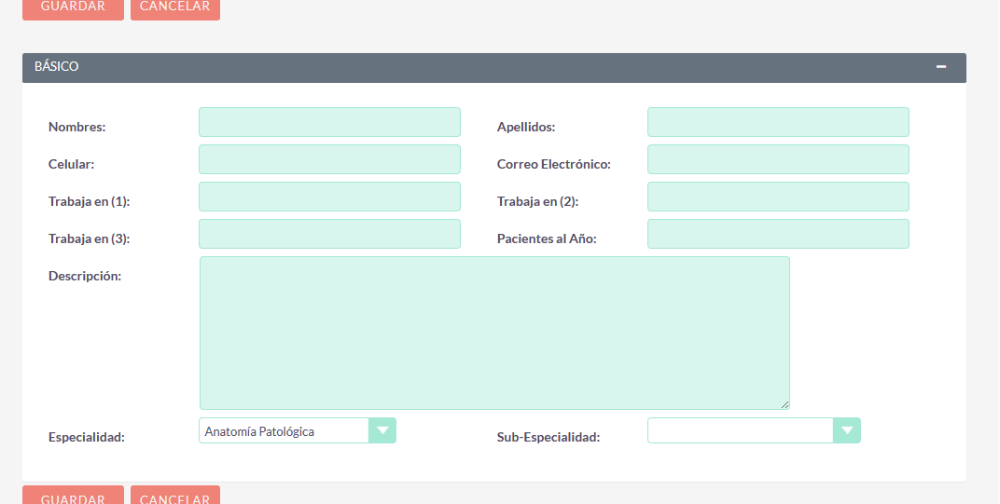 GUARDAR CANCELAR
BÁSICO
Nombres: Apellidos:
Celular: Correo Electrónico:
Trabaja en (1): Trabaja en (2):
Trabaja en (3): Pacientes al Año:
Descripción:
Especialidad: Anatomía Patológica Sub-Especialidad:
GUARDAR CANCELAR